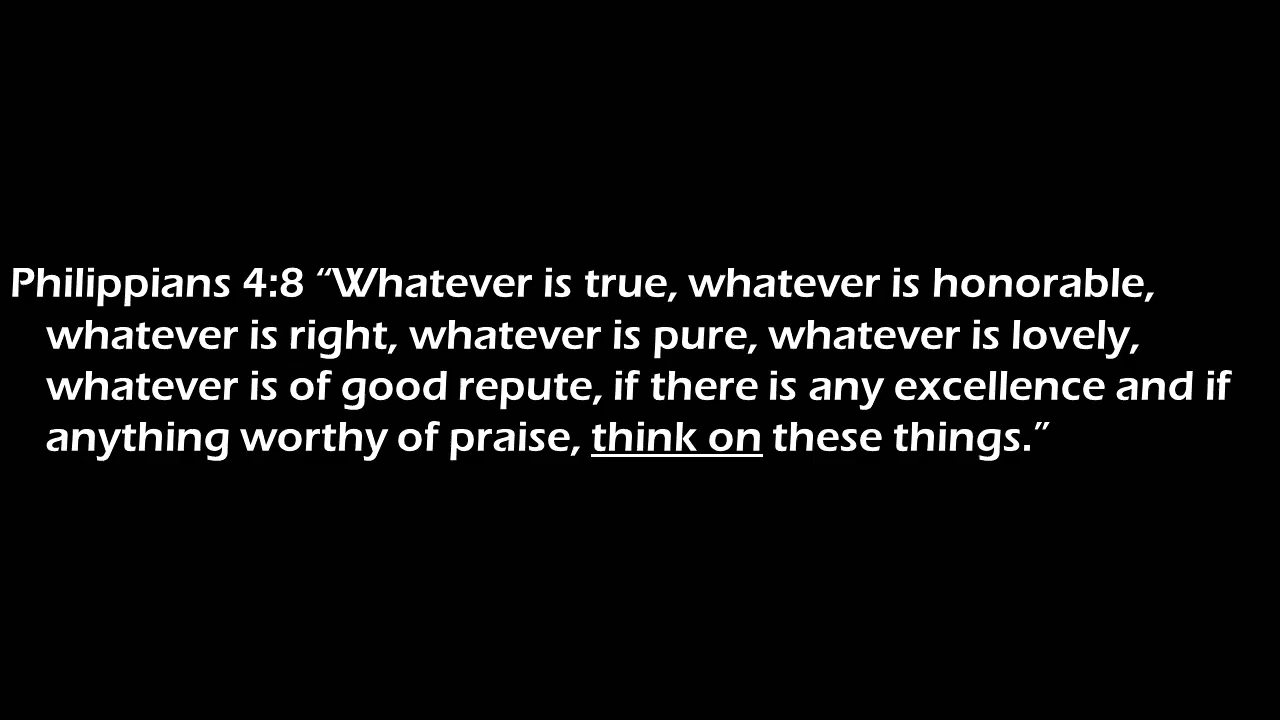 Philippians 4:8 “Whatever is true, whatever is honorable,
whatever is right, whatever is pure, whatever is lovely,
whatever is of good repute, if there is any excellence and if
anything worthy of praise, think on these things.”